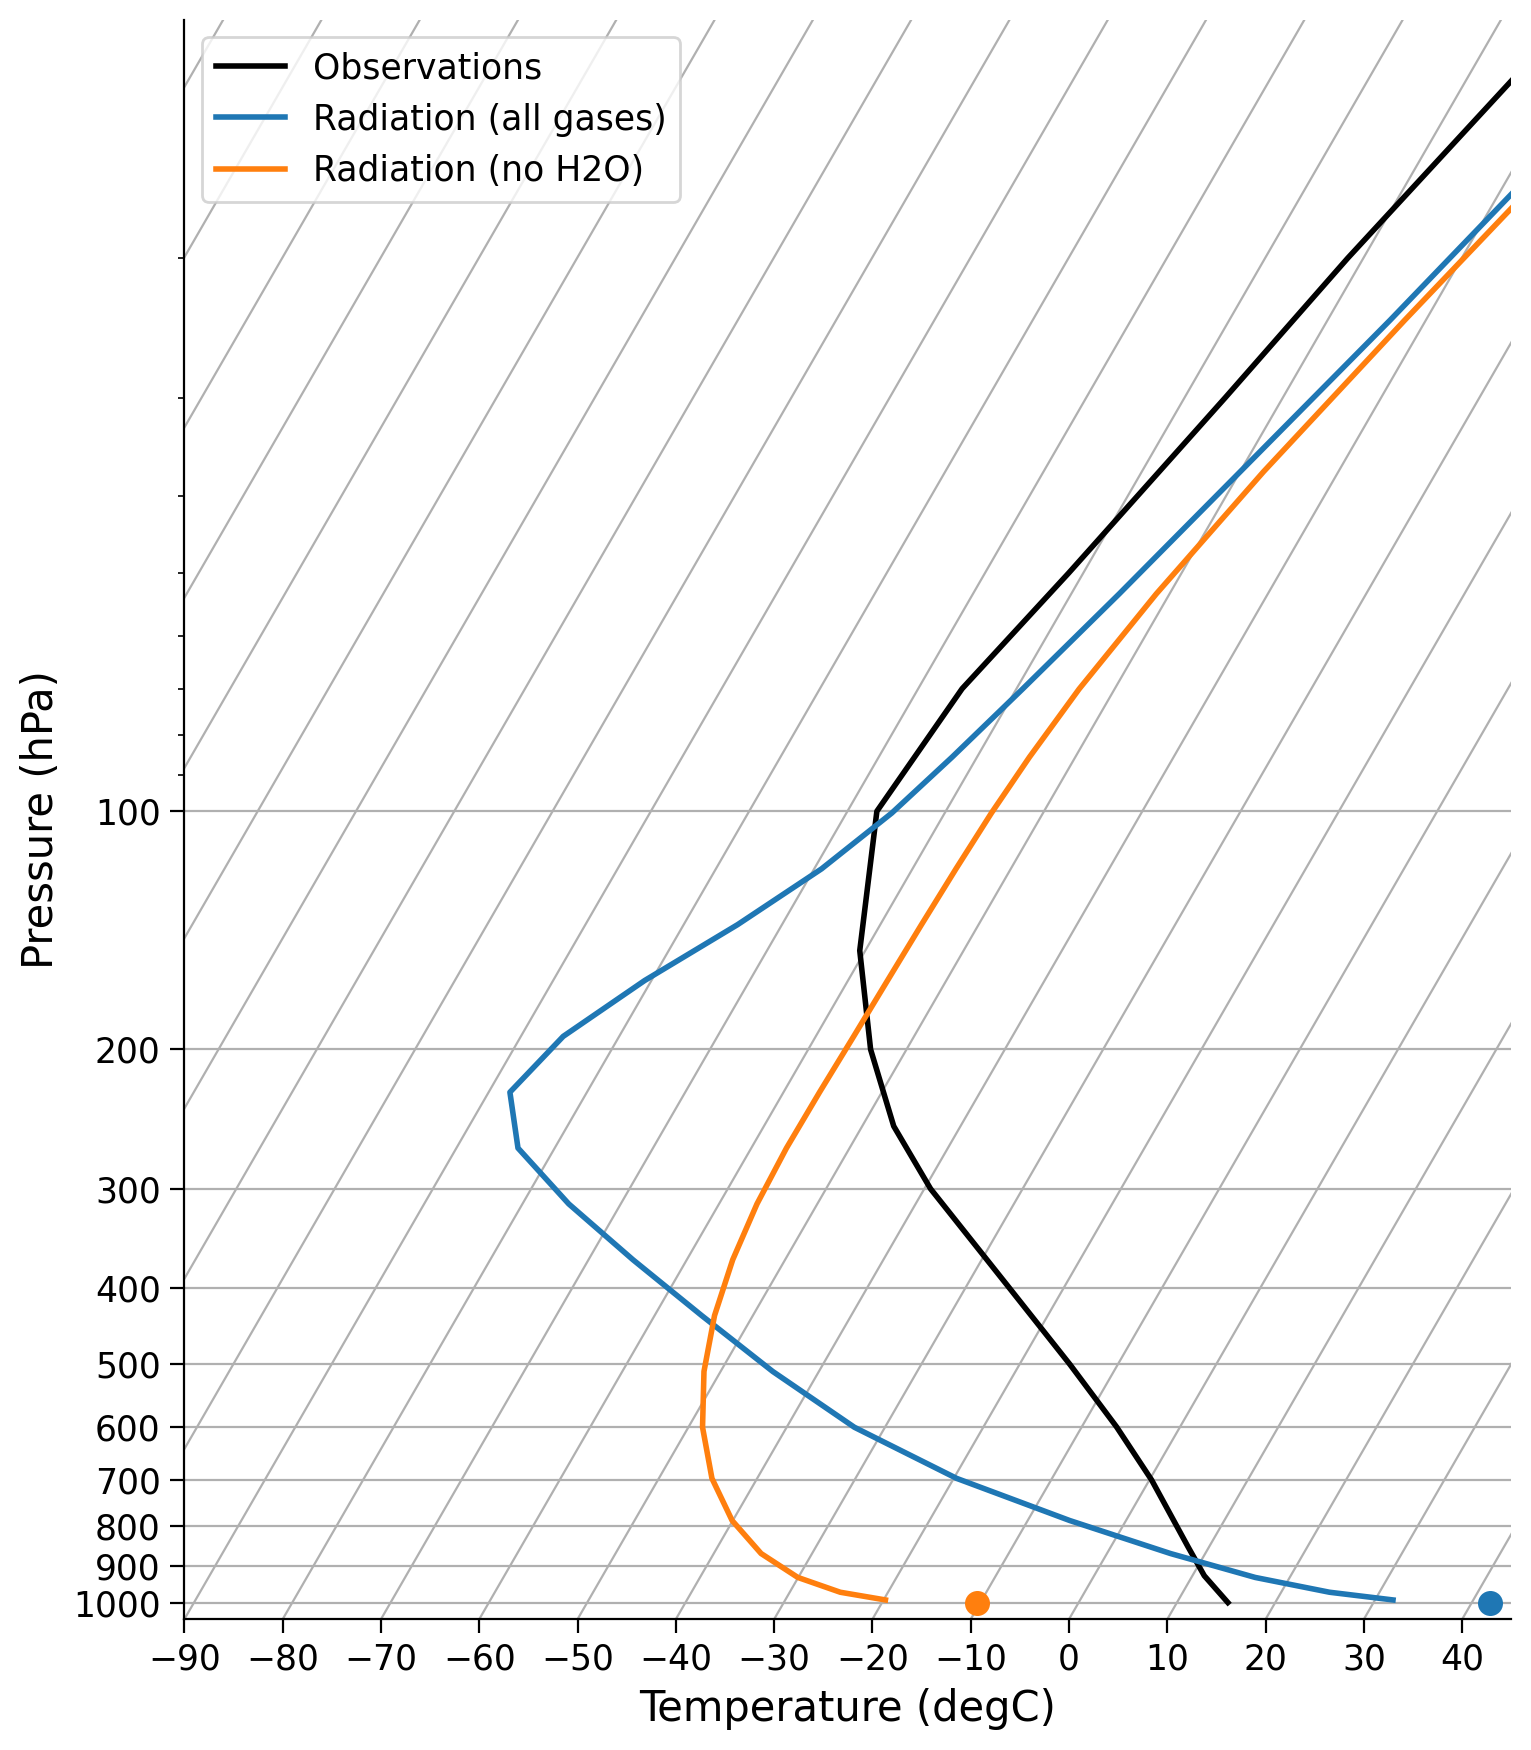 Observations
Radiation (all gases)
Radiation (no H2O)
Pressure (hPa)
100
200
300
400
500
600
700
800
900
1000
−90 −80 −70 −60 −50 −40 −30 −20 −10 0 10 20 30 40
Temperature (degC)